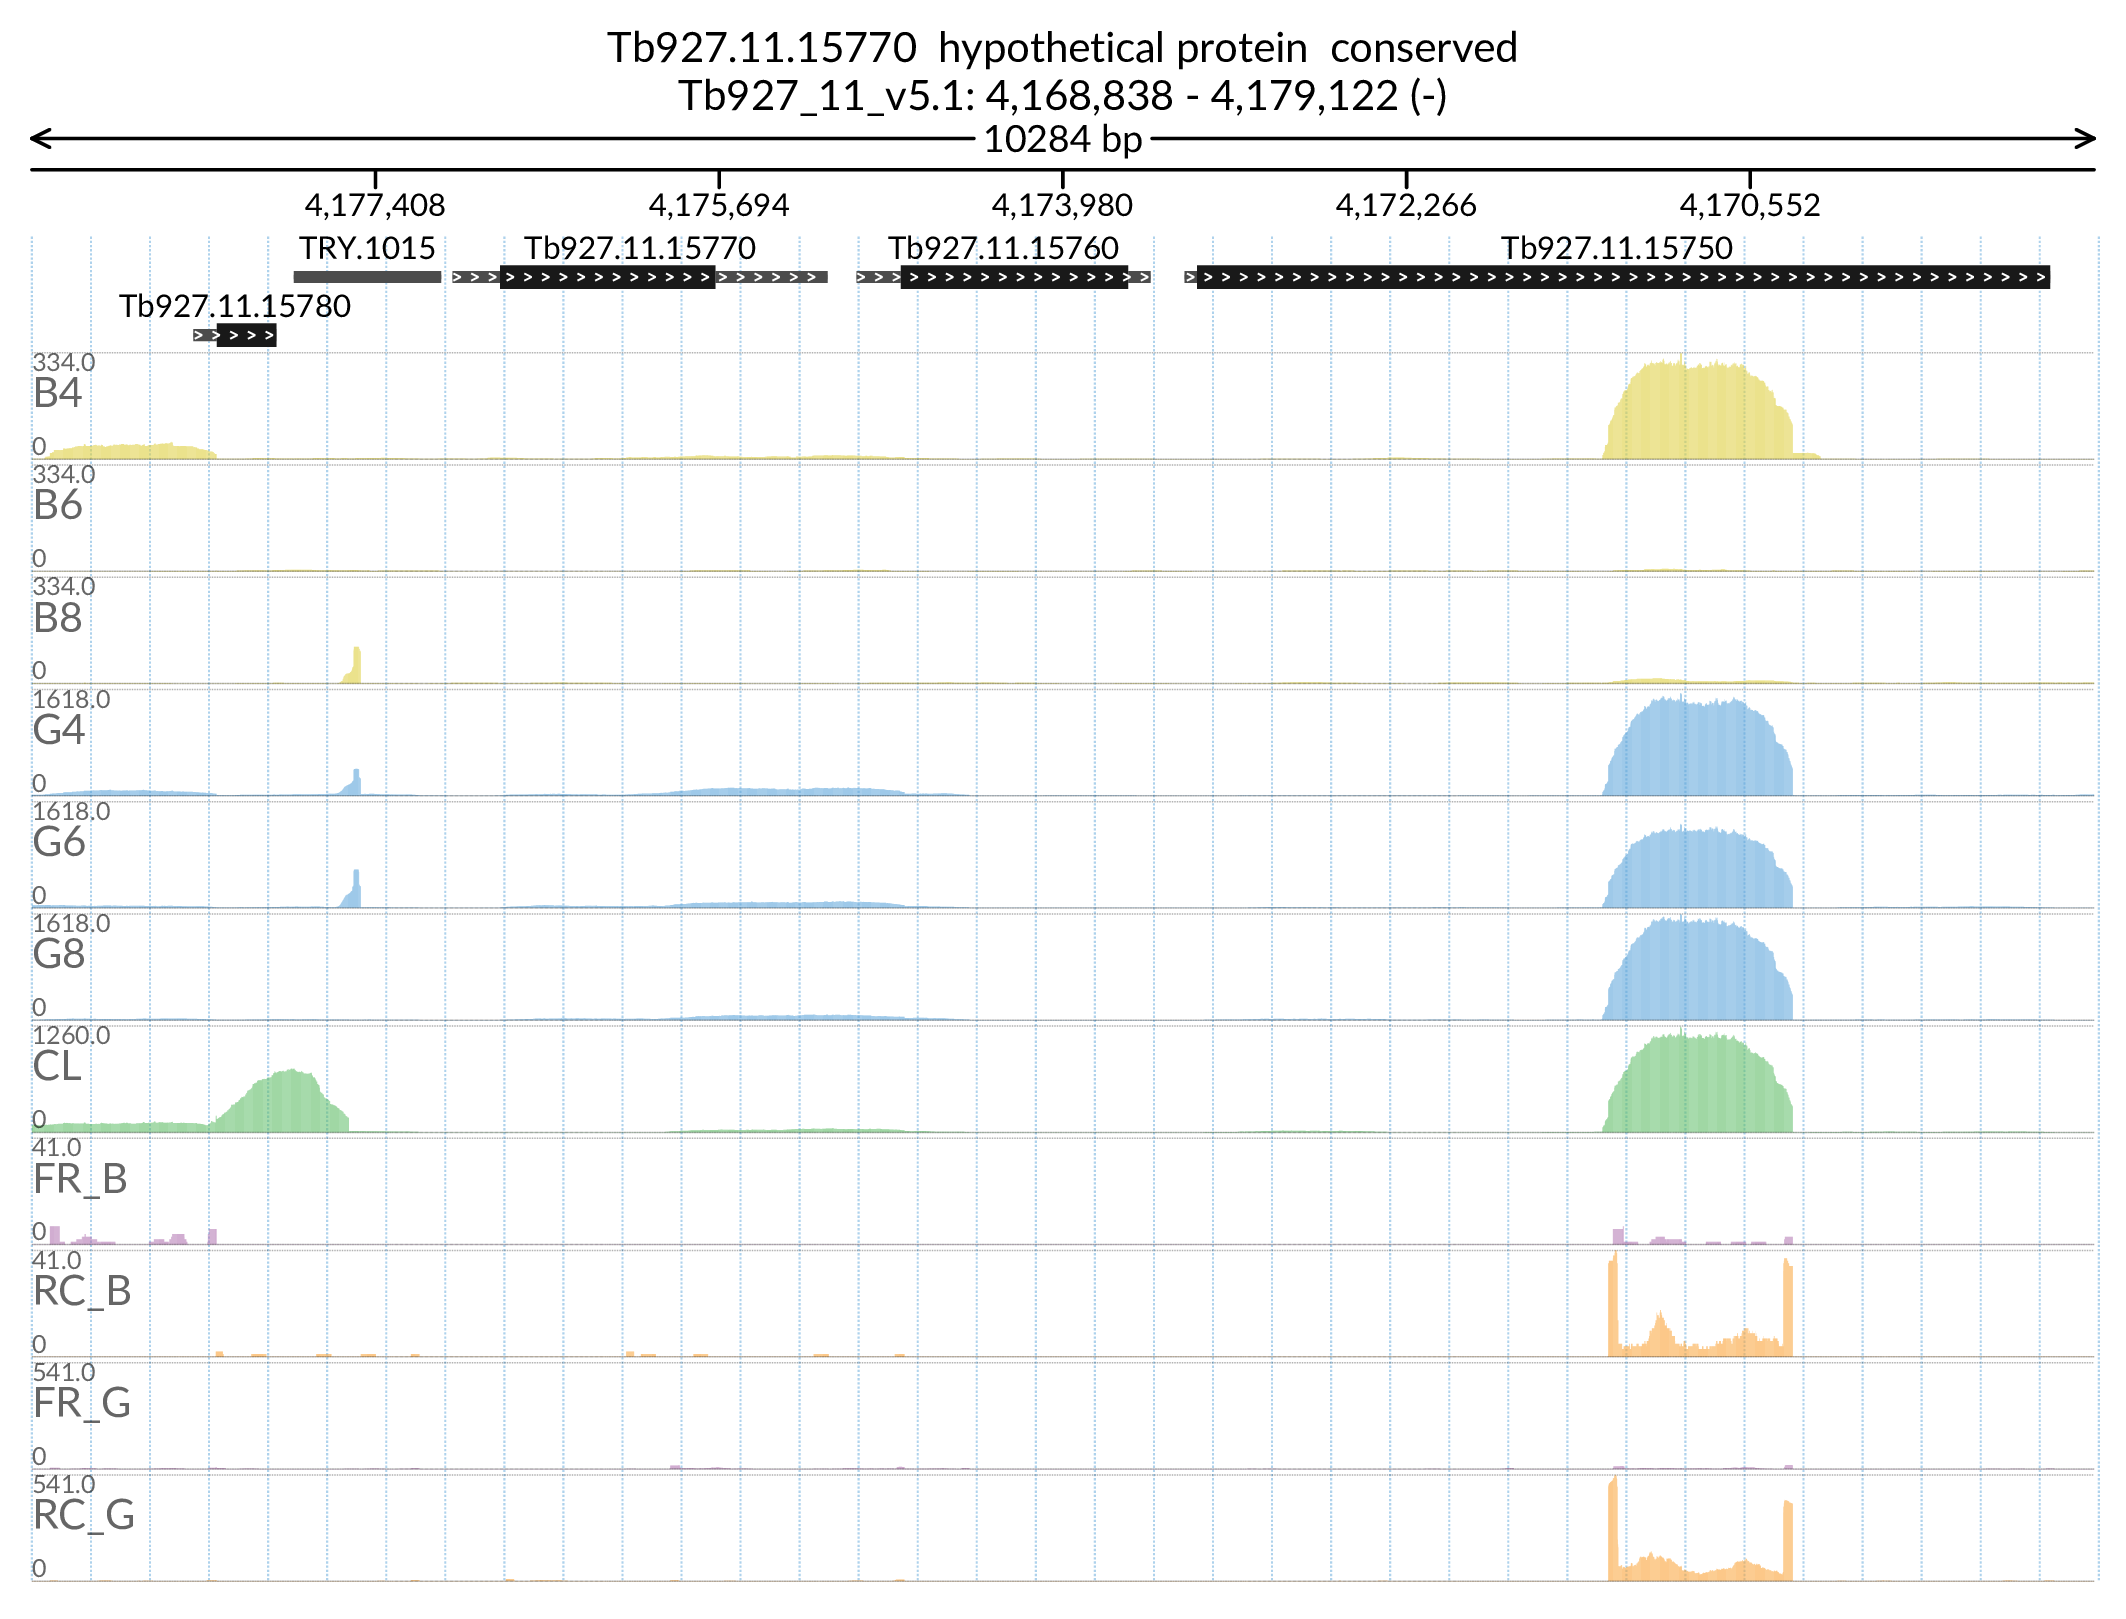 Tb927.11.15770  hypothetical protein  conserved
Tb927_11_v5.1: 4,168,838 - 4,179,122 (-)
10284 bp
4,177,408 4,175,694 4,173,980 4,172,266 4,170,552
TRY.1015 Tb927.11.15770 Tb927.11.15760 Tb927.11.15750
Tb927.11.15780
334.0
B4
0
334.0
B6
0
334.0
B8
0
1618.0
G4
0
1618.0
G6
0
1618.0
G8
0
1260.0
CL
0
41.0
FR_B
0
41.0
RC_B
0
541.0
FR_G
0
541.0
RC_G
0